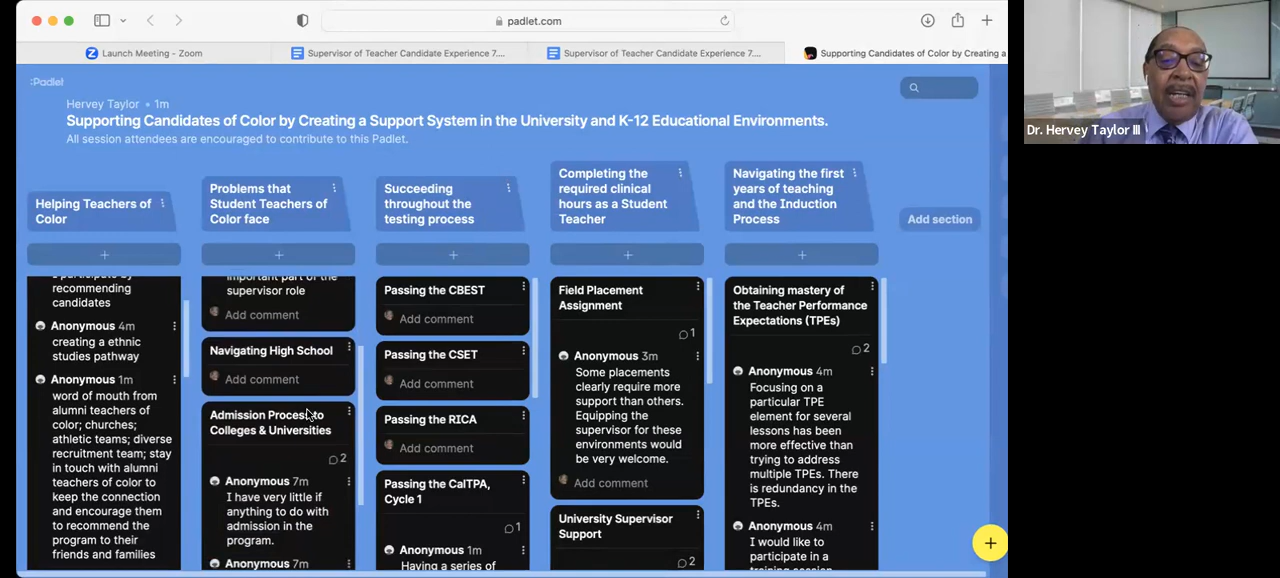 padlet.com
Launch Meeting - Zoom
Supervisor of Teacher Candidate Experience 7....
Supervisor of Teacher Candidate Experience 7....
Supporting Candidates of Color by Creating a
:Padlet
Hervey Taylor • 1m
Supporting Candidates of Color by Creating a Support System in the University and K-12 Educational Environments.
All session attendees are encouraged to contribute to this Padlet.
Helping Teachers of
Color
candidates
Anonymous 4m
creating a ethnic
studies pathway
Anonymous 1m
word of mouth from
alumni teachers of
color; churches;
athletic teams; diverse
recruitment team; stay
in touch with alumni
teachers of color to
keep the connection
and encourage them
to recommend the
program to their
friends and families
Problems that
Student Teachers of
Color face
important part of the
supervisor role
Add comment
Navigating High School
Add comment
Admission Process to
Colleges & Universities
2
Anonymous 7m
I have very little if
anything to do with
admission in the
program.
Anonymous 7m
Succeeding
throughout the
testing process
Passing the CBEST
Add comment
Passing the CSET
Add comment
Passing the RICA
Add comment
Passing the CalTPA,
Cycle 1
1
Anonymous 1m
Having a series of
Completing the
required clinical
hours as a Student
Teacher
Field Placement
Assignment
1
Anonymous 3m
Some placements
clearly require more
support than others.
Equipping the
supervisor for these
environments would
be very welcome.
Add comment
University Supervisor
Support
2
Navigating the first
years of teaching
and the Induction
Process
Obtaining mastery of
the Teacher Performance
Expectations (TPEs)
2
Anonymous 4m
Focusing on a
particular TPE
element for several
lessons has been
more effective than
trying to address
multiple TPEs. There
is redundancy in the
TPEs.
Anonymous 4m
I would like to
participate in a
Add section
Dr. Hervey Taylor III